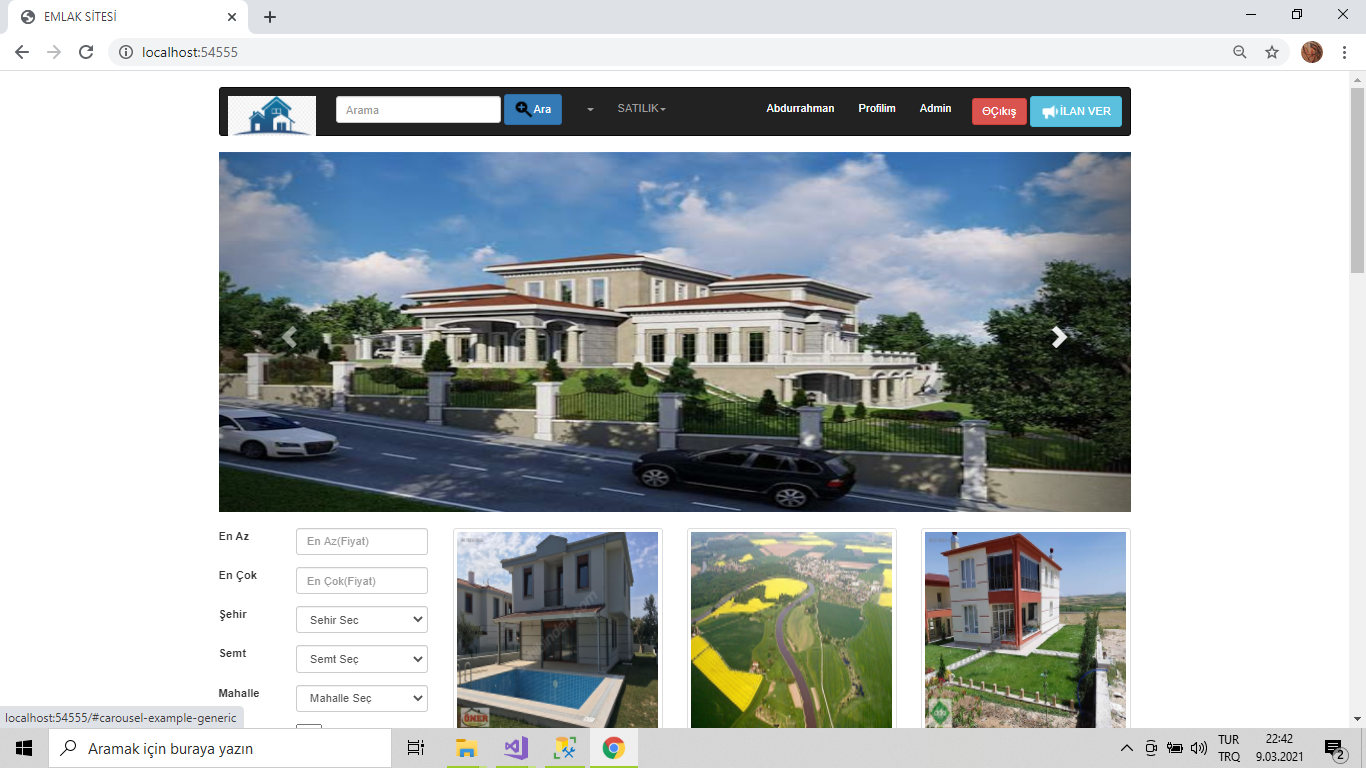 EMLAK SİTESİ
localhost:54555
Arama
Ara
SATILIK
Abdurrahman
Profilim
Admin
Çıkış
İLAN VER
En Az
En Az(Fiyat)
En Çok
En Çok(Fiyat)
Şehir
Sehir Sec
Semt
Semt Seç
Mahalle
Mahalle Seç
ÖNER
localhost:54555/#carousel-example-generic
Aramak için buraya yazın
TUR
TRQ
22:42
9.03.2021
2